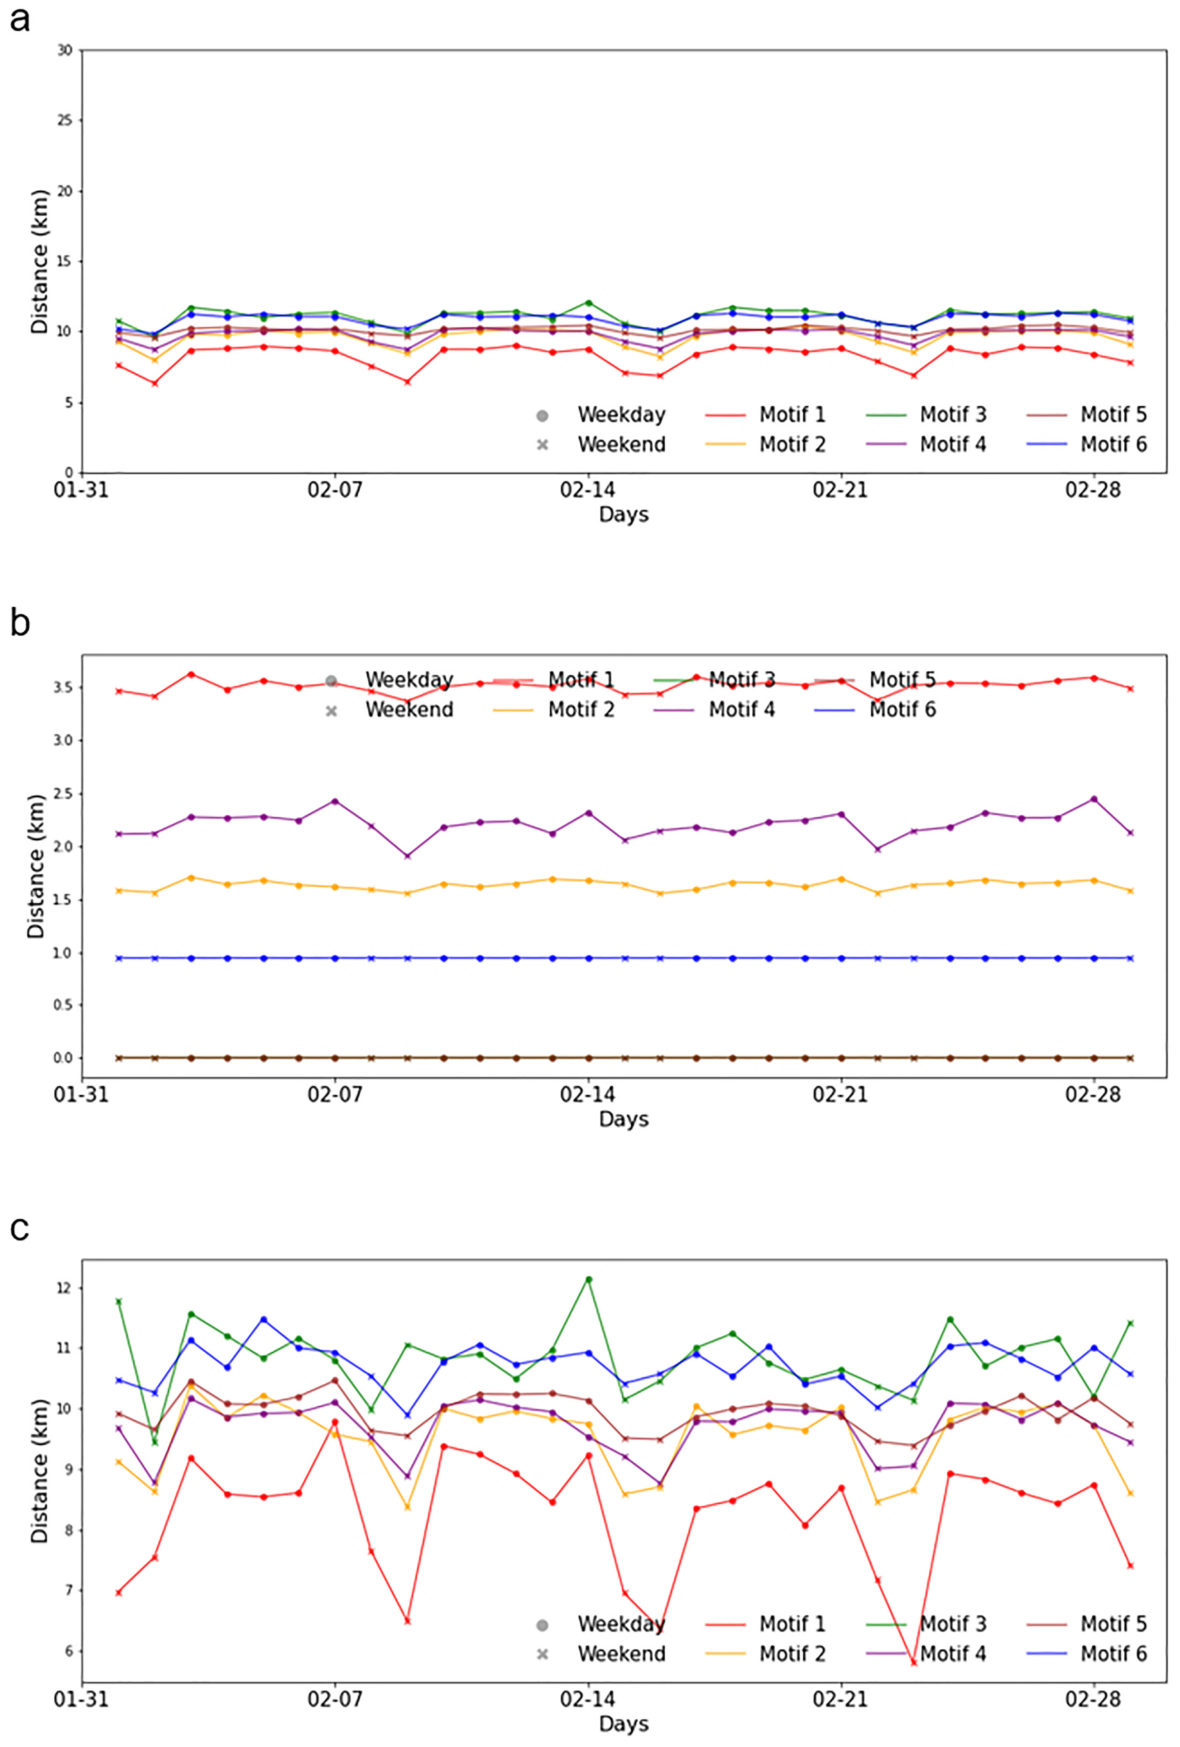 a
30
25
20
15
10
5
0
Distance (km)
Weekday Motif 1 Motif 3 Motif 5
Weekend Motif 2 Motif 4 Motif 6
01-31 02-07 02-14 02-21 02-28
Days
b
3.5
3.0
2.5
2.0
1.5
1.0
0.5
0.0
Distance (km)
Weekday Motif 1 Motif 3 Motif 5
Weekend Motif 2 Motif 4 Motif 6
01-31 02-07 02-14 02-21 02-28
Days
c
12
11
10
9
8
7
6
Distance (km)
Weekday Motif 1 Motif 3 Motif 5
Weekend Motif 2 Motif 4 Motif 6
01-31 02-07 02-14 02-21 02-28
Days